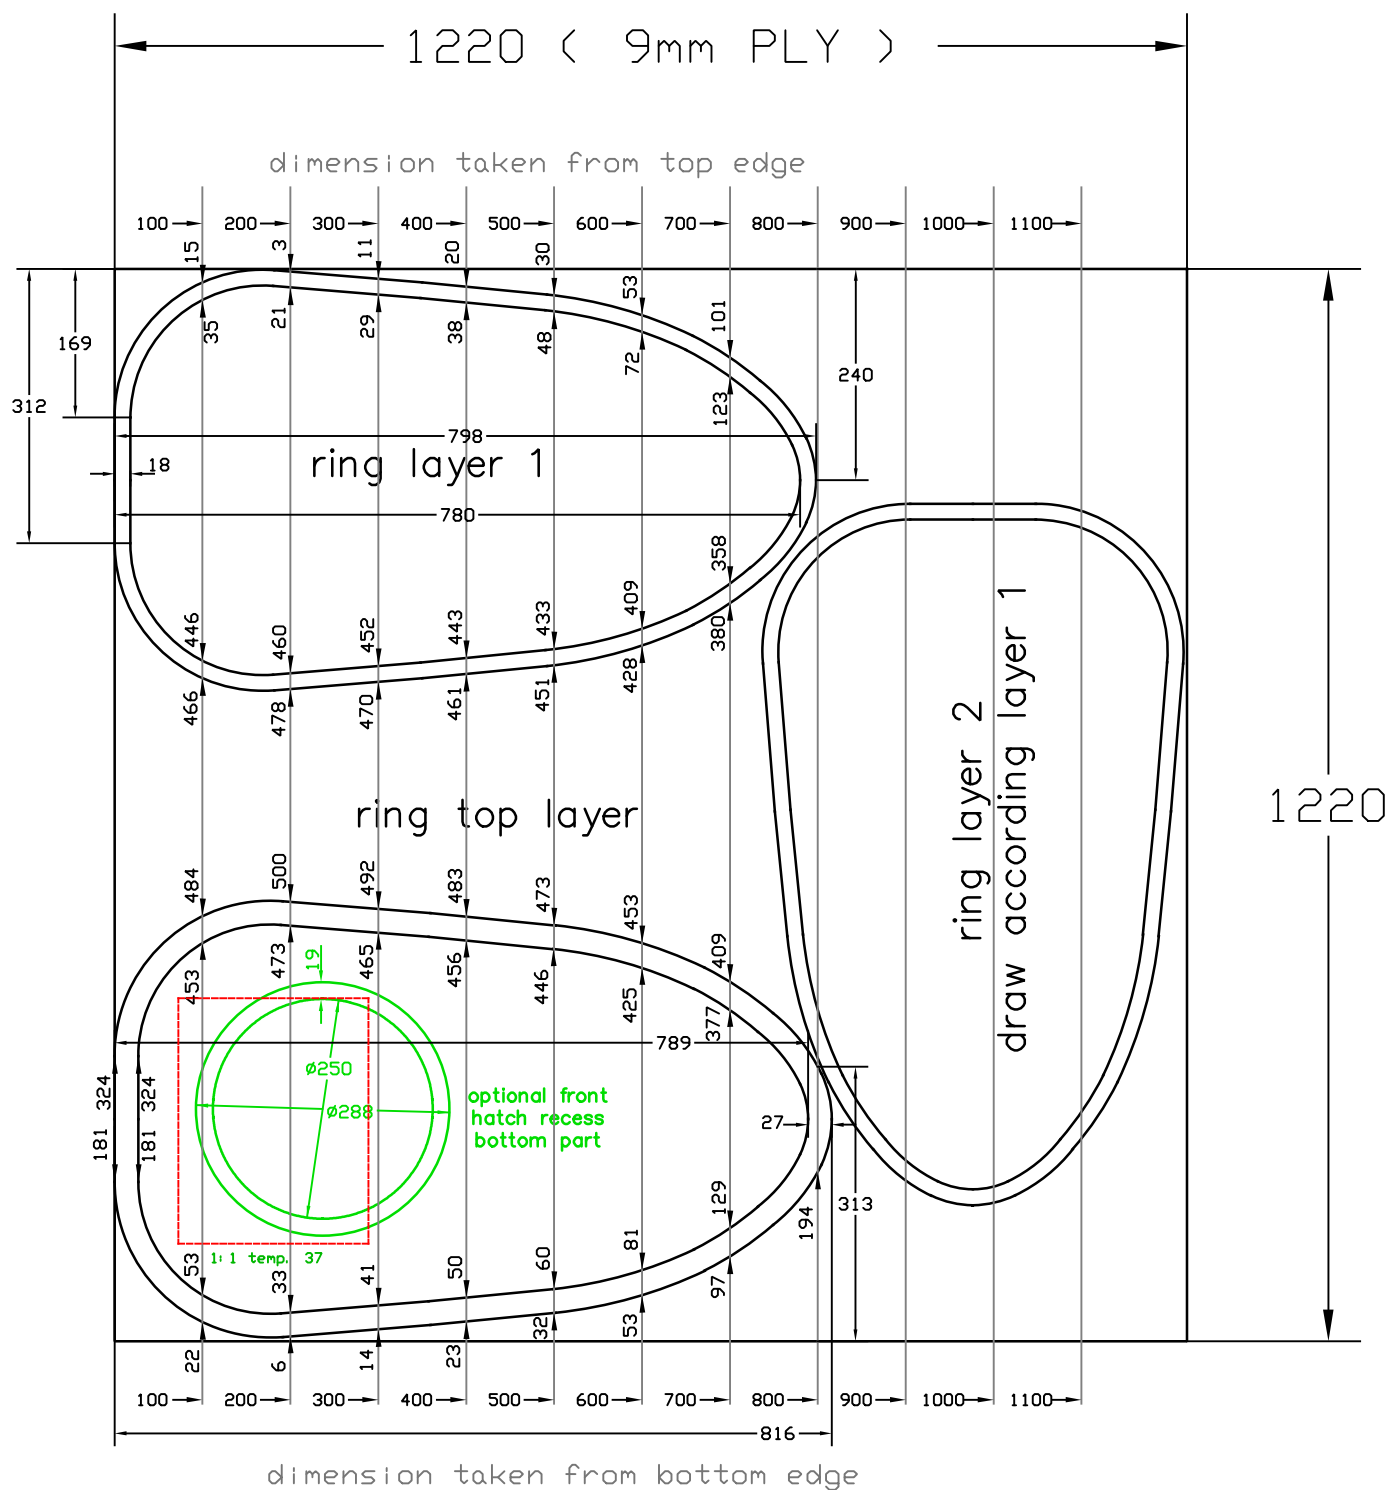 1220 ( 9mm PLY )
dimension taken from top edge
100 200 300 400 500 600 700 800 900 1000 1100
15 3 11 20 30 53 101
35 21 29 38 48 72 123
169
312
240
798
18
ring layer 1
780
446 460 452 443 433 409 358
466 478 470 461 451 428 380
ring layer 2
draw according layer 1
1220
ring top layer
484 500 492 483 473 453 409
453 473 465 456 446 425 377
19
789
ø250
ø288
324 324
181 181
optional front
hatch recess
bottom part
27
313
194
1:1 temp. 37
53 33 41 50 60 81 129
22 6 14 23 32 53 97
100 200 300 400 500 600 700 800 900 1000 1100
816
dimension taken from bottom edge